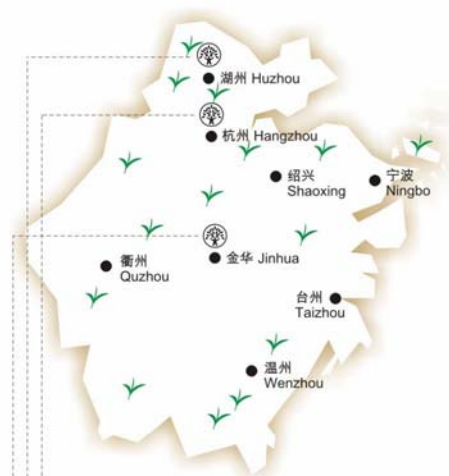 湖州 Huzhou
杭州 Hangzhou
绍兴
Shaoxing
宁波
Ningbo
衢州
Quzhou
金华 Jinhua
台州
Taizhou
温州
Wenzhou